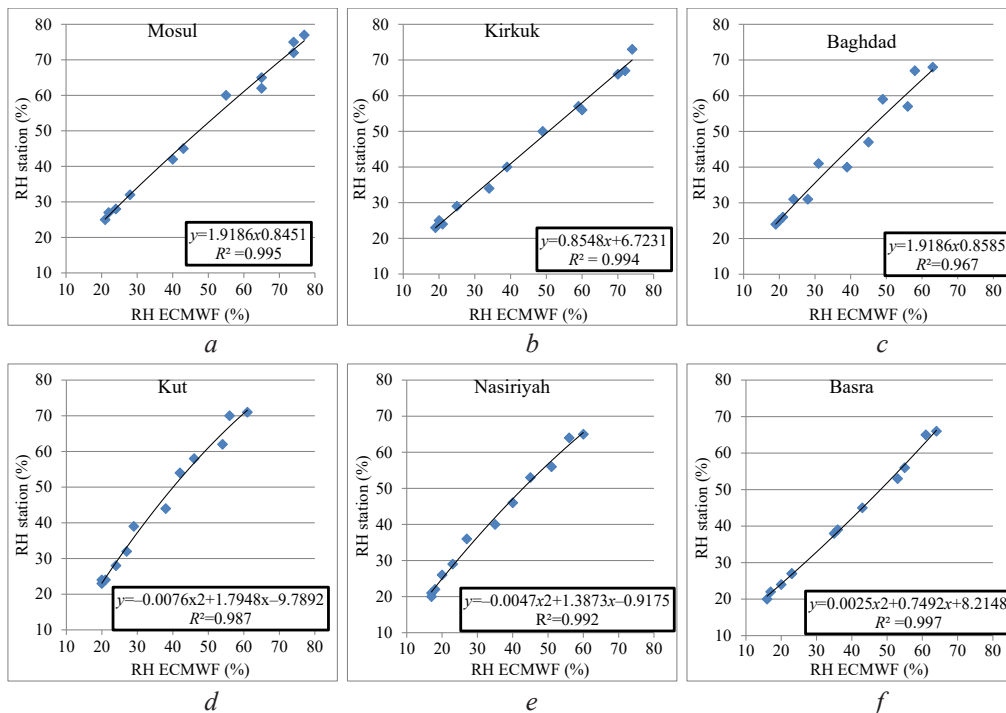 Mosul
RH station (%)
80
70
60
50
40
30
20
10
y=1.9186x0.8451
R² =0.995
10 20 30 40 50 60 70 80
RH ECMWF (%)
a
Kirkuk
RH station (%)
80
70
60
50
40
30
20
10
y=0.8548x+6.7231
R² = 0.994
10 20 30 40 50 60 70 80
RH ECMWF (%)
b
Baghdad
RH station (%)
80
70
60
50
40
30
20
10
y=1.9186x0.8585
R²=0.967
10 20 30 40 50 60 70 80
RH ECMWF (%)
c
Kut
RH station (%)
80
70
60
50
40
30
20
10
y=–0.0076x2+1.7948x–9.7892
R²=0.987
10 20 30 40 50 60 70 80
RH ECMWF (%)
d
Nasiriyah
RH station (%)
80
70
60
50
40
30
20
10
y=–0.0047x2+1.3873x–0.9175
R²=0.992
10 20 30 40 50 60 70 80
RH ECMWF (%)
e
Basra
RH station (%)
80
70
60
50
40
30
20
10
y=0.0025x2+0.7492x+8.2148
R² =0.997
10 20 30 40 50 60 70 80
RH ECMWF (%)
f